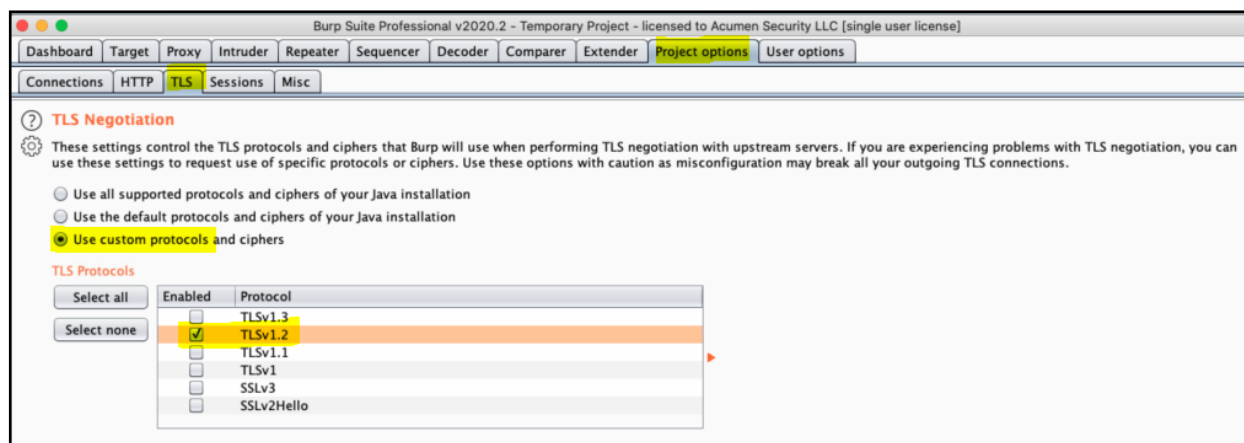 Burp Suite Professional v2020.2 - Temporary Project - licensed to Acumen Security LLC [single user license]
Dashboard Target Proxy Intruder Repeater Sequencer Decoder Comparer Extender Project options User options
Connections HTTP TLS Sessions Misc
? TLS Negotiation
These settings control the TLS protocols and ciphers that Burp will use when performing TLS negotiation with upstream servers. If you are experiencing problems with TLS negotiation, you can
use these settings to request use of specific protocols or ciphers. Use these options with caution as misconfiguration may break all your outgoing TLS connections.
Use all supported protocols and ciphers of your Java installation
Use the default protocols and ciphers of your Java installation
Use custom protocols and ciphers
TLS Protocols
Select all
Select none
Enabled Protocol
TLSv1.3
TLSv1.2
TLSv1.1
TLSv1
SSLv3
SSLv2Hello